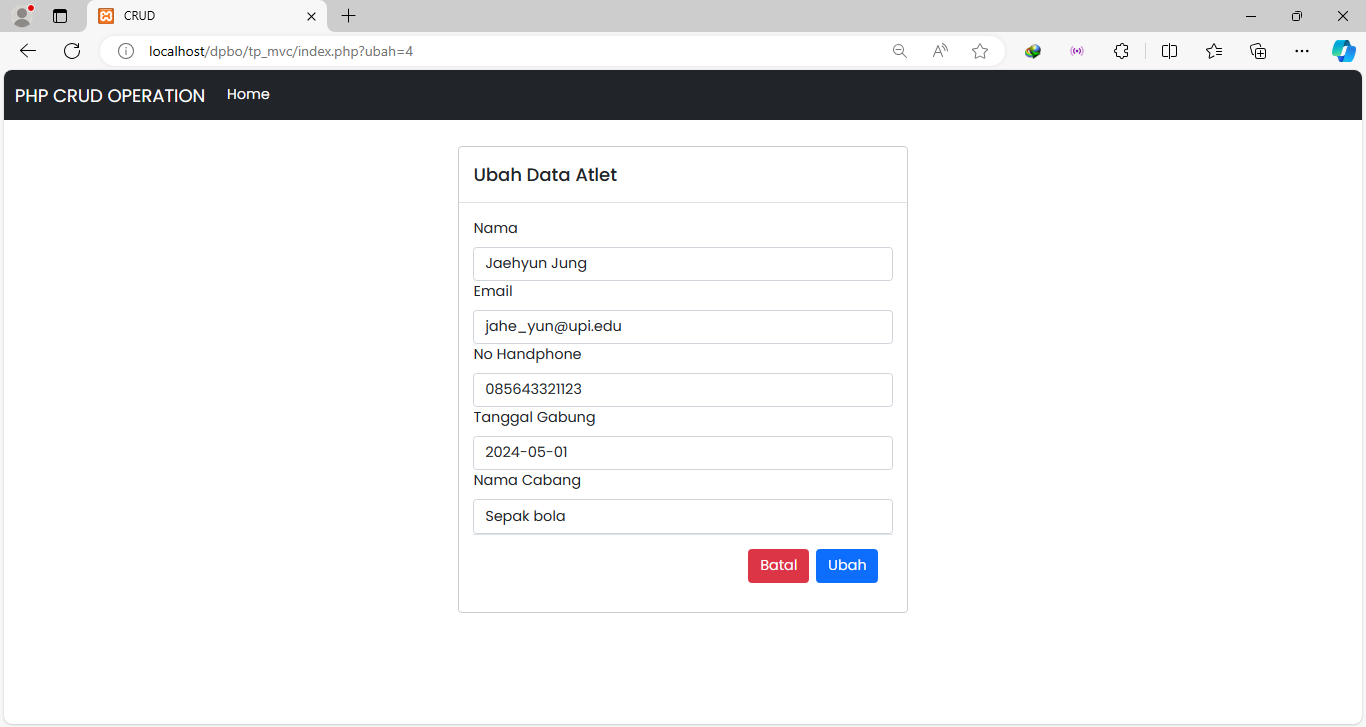 CRUD
localhost/dpbo/tp_mvc/index.php?ubah=4
PHP CRUD OPERATION Home
Ubah Data Atlet
Nama
Jaehyun Jung
Email
jahe_yun@upi.edu
No Handphone
085643321123
Tanggal Gabung
2024-05-01
Nama Cabang
Sepak bola
Batal Ubah